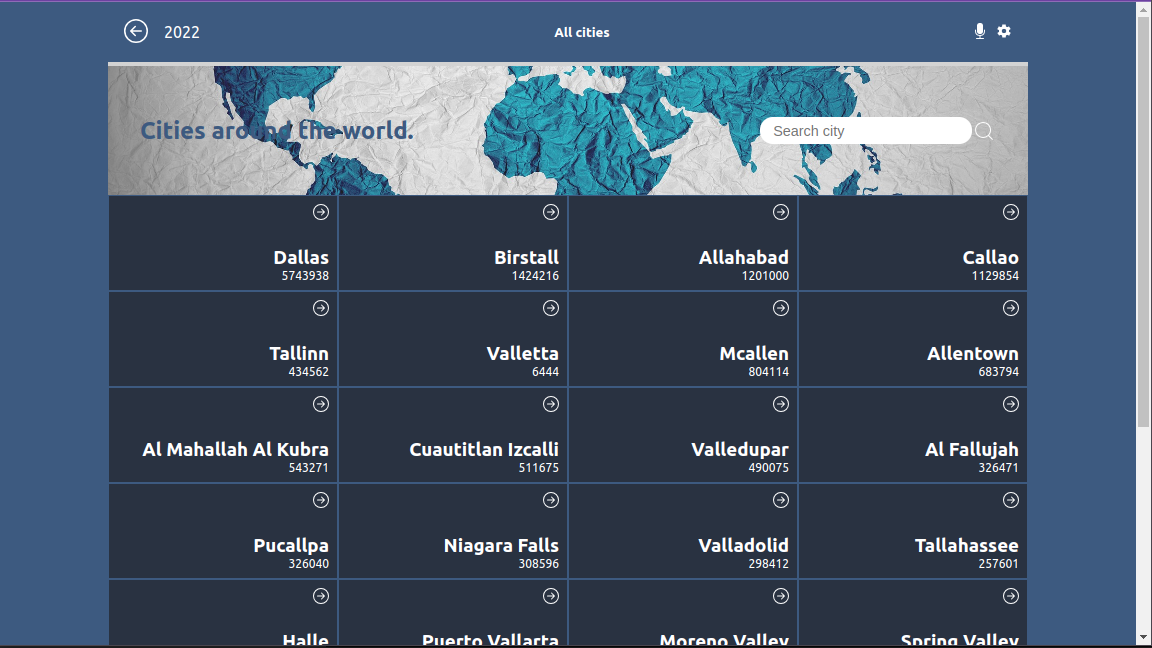 2022
All cities
Cities around the world.
Search city
Dallas
5743938
Birstall
1424216
Allahabad
1201000
Callao
1129854
Tallinn
434562
Valletta
6444
Mcallen
804114
Allentown
683794
Al Mahallah Al Kubra
543271
Cuautitlan Izcalli
511675
Valledupar
490075
Al Fallujah
326471
Pucallpa
326040
Niagara Falls
308596
Valladolid
298412
Tallahassee
257601
Halle
Puerto Vallarta
Moreno Valley
Spring Valley